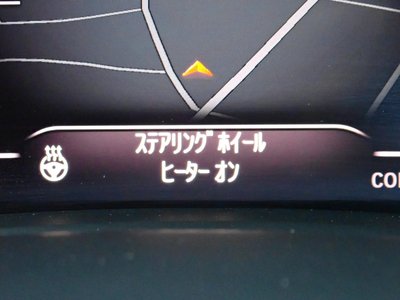 ステアリング ホイール
ヒーター オン